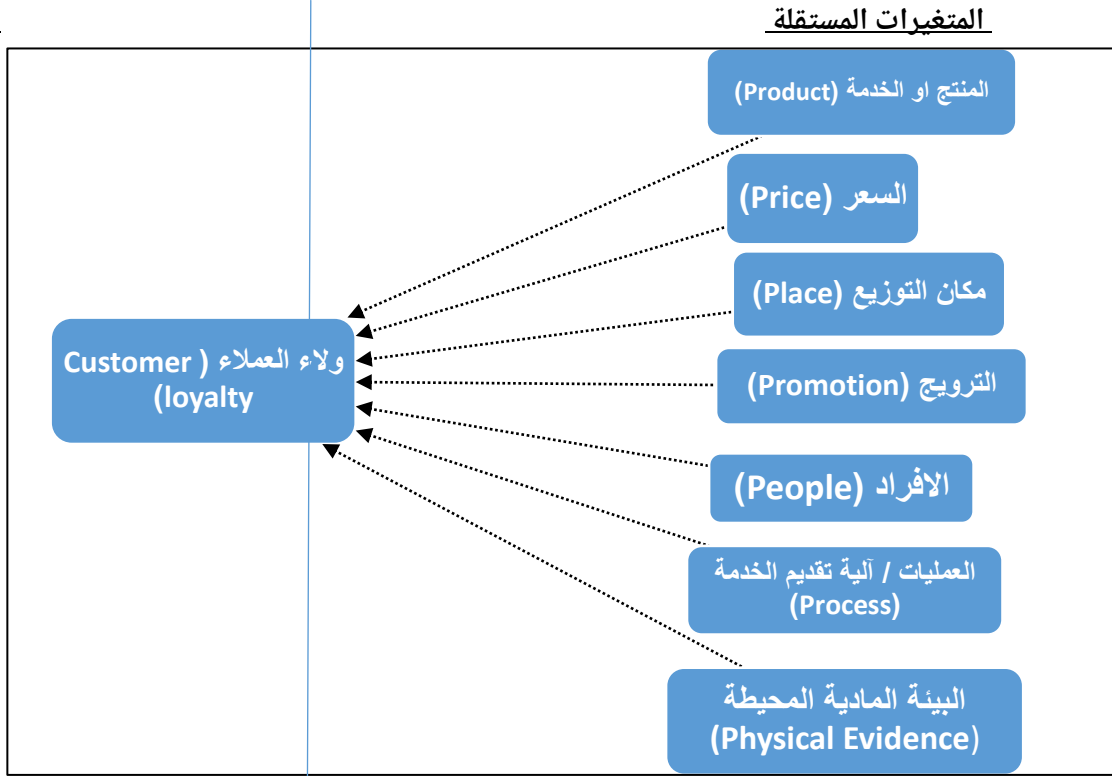 المتغيرات المستقلة
المنتج او الخدمة (Product)
السعر (Price)
مكان التوزيع (Place)
ولاء العملاء ( Customer
loyalty)
الترويج (Promotion)
الافراد (People)
العمليات / آلية تقديم الخدمة
(Process)
البيئة المادية المحيطة
(Physical Evidence)